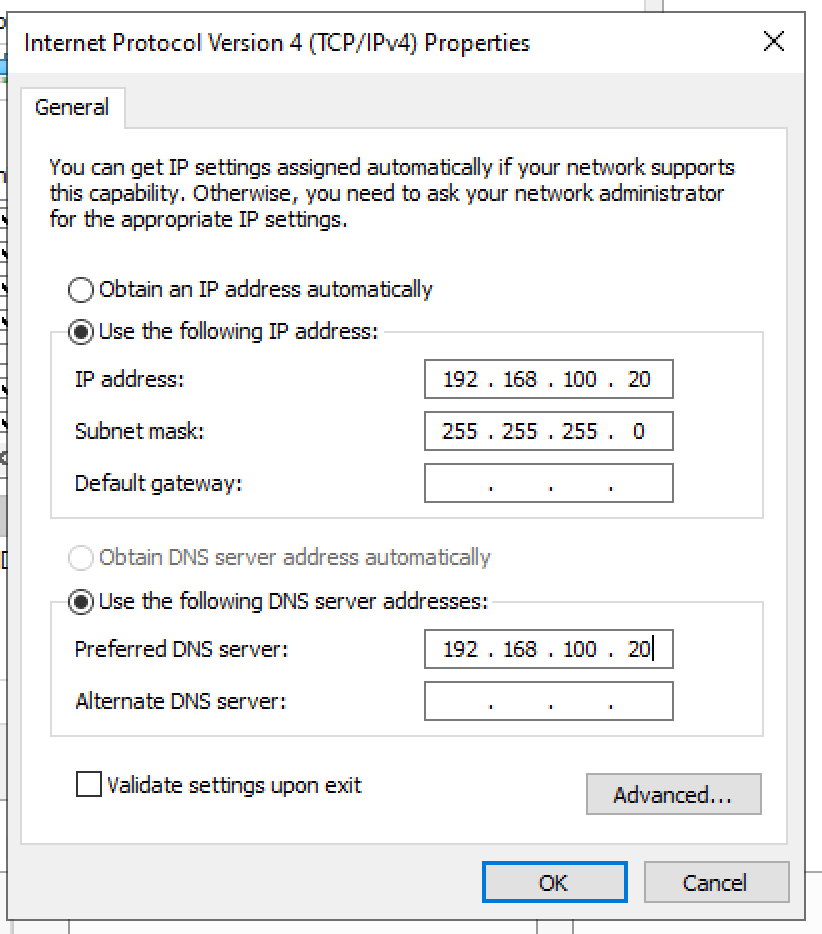 Internet Protocol Version 4 (TCP/IPv4) Properties
General
You can get IP settings assigned automatically if your network supports
this capability. Otherwise, you need to ask your network administrator
for the appropriate IP settings.
Obtain an IP address automatically
Use the following IP address:
IP address: 192 . 168 . 100 . 20
Subnet mask: 255 . 255 . 255 . 0
Default gateway: . . .
Obtain DNS server address automatically
Use the following DNS server addresses:
Preferred DNS server: 192 . 168 . 100 . 20
Alternate DNS server: . . .
Validate settings upon exit
Advanced...
OK Cancel